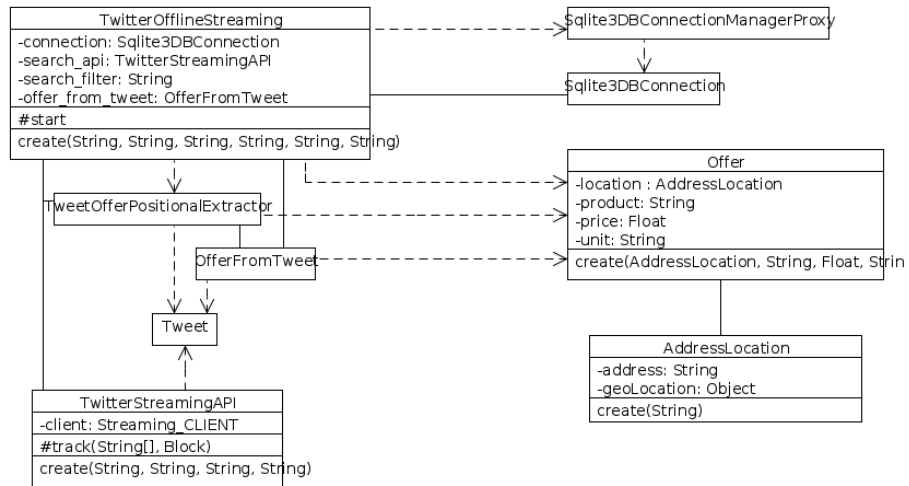 TwitterOfflineStreaming
-connection: Sqlite3DBConnection
-search_api: TwitterStreamingAPI
-search_filter: String
-offer_from_tweet: OfferFromTweet
#start
create(String, String, String, String, String, String)
Sqlite3DBConnectionManagerProxy
Sqlite3DBConnection
TweetOfferPositionalExtractor
OfferFromTweet
Tweet
Offer
-location : AddressLocation
-product: String
-price: Float
-unit: String
create(AddressLocation, String, Float, Strin
AddressLocation
-address: String
-geoLocation: Object
create(String)
TwitterStreamingAPI
-client: Streaming_CLIENT
#track(String[], Block)
create(String, String, String, String)